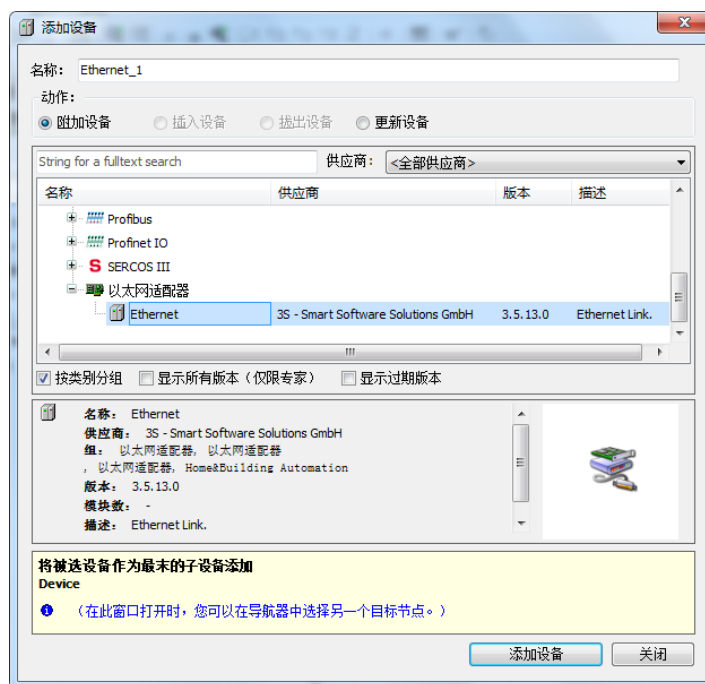 添加设备
名称： Ethernet_1
动作：
附加设备 插入设备 拔出设备 更新设备
String for a fulltext search 供应商： <全部供应商>
名称 供应商 版本 描述
Profibus
Profinet IO
SERCOS III
以太网适配器
Ethernet 3S - Smart Software Solutions GmbH 3.5.13.0 Ethernet Link.
按类别分组 显示所有版本（仅限专家） 显示过期版本
名称： Ethernet
供应商： 3S - Smart Software Solutions GmbH
组： 以太网适配器, 以太网适配器
, 以太网适配器, Home&Building Automation
版本： 3.5.13.0
模块数： -
描述： Ethernet Link.
将被选设备作为最末的子设备添加
Device
（在此窗口打开时，您可以在导航器中选择另一个目标节点。）
添加设备 关闭